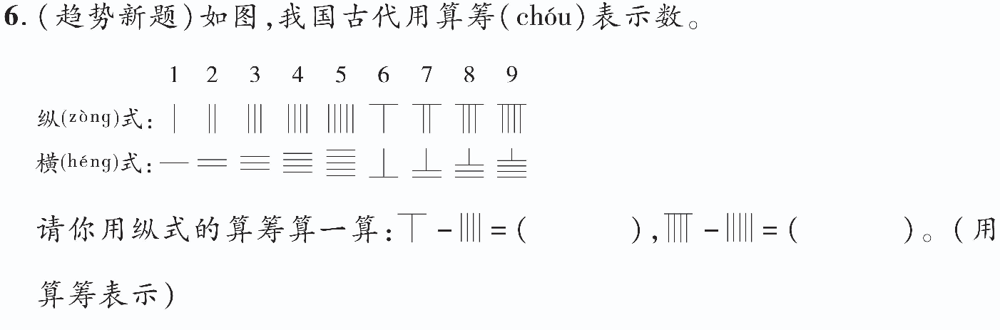 6. (趋势新题)如图,我国古代用算筹(chóu)表示数。
1 2 3 4 5 6 7 8 9
纵(zòng)式: 𝍩 𝍪 𝍫 𝍬 𝍭 𝍮 𝍯 𝍰 𝍱
横(héng)式: 𝍠 𝍡 𝍢 𝍣 𝍤 𝍥 𝍦 𝍧 𝍨
请你用纵式的算筹算一算:𝍮-𝍬=(  ),𝍱-𝍭=(  )。(用
算筹表示)